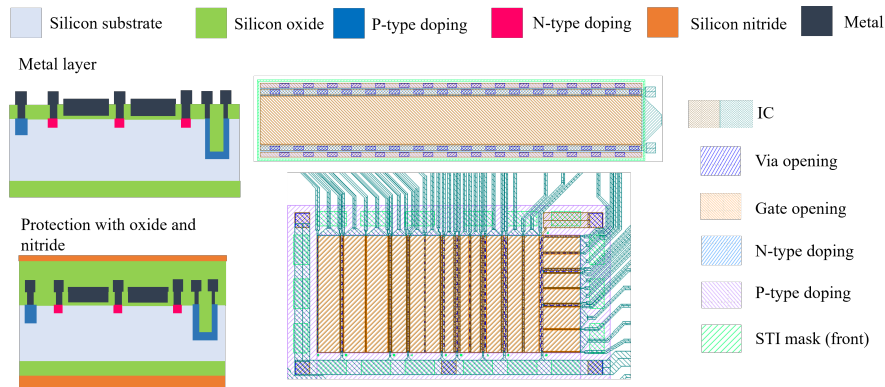 Silicon substrate
Silicon oxide
P-type doping
N-type doping
Silicon nitride
Metal
Metal layer
Protection with oxide and
nitride
IC
Via opening
Gate opening
N-type doping
P-type doping
STI mask (front)